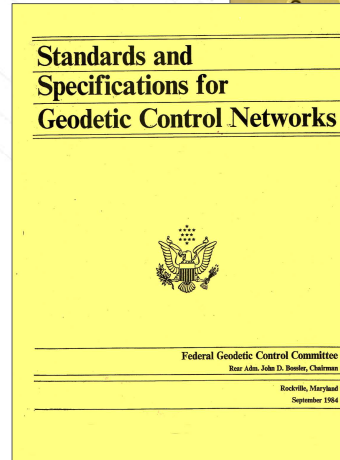 Standards and
Specifications for
Geodetic Control Networks
Federal Geodetic Control Committee
Rear Adm. John D. Bossler, Chairman
Rockville, Maryland
September 1984